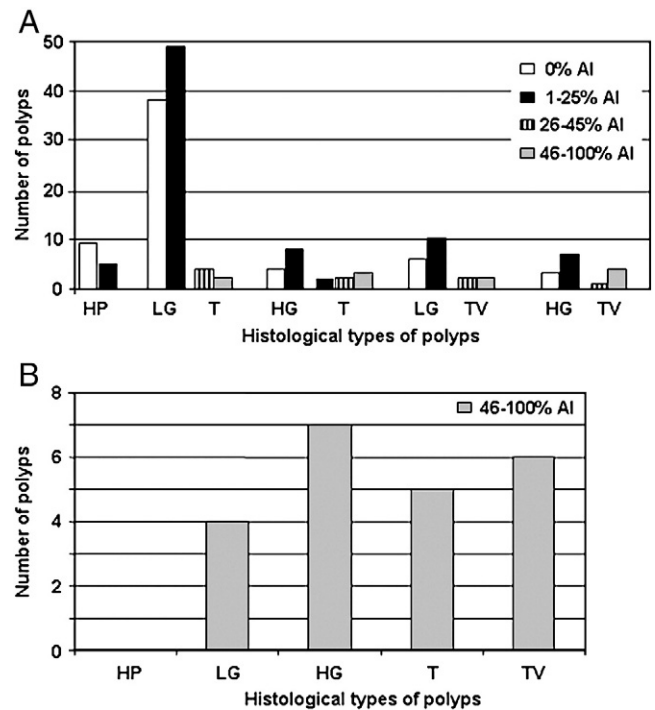 A
50
40
30
20
10
0
Number of polyps
0% AI
1-25% AI
26-45% AI
46-100% AI
HP LG T HG T LG TV HG TV
Histological types of polyps
B
8
6
4
2
0
Number of polyps
46-100% AI
HP LG HG T TV
Histological types of polyps